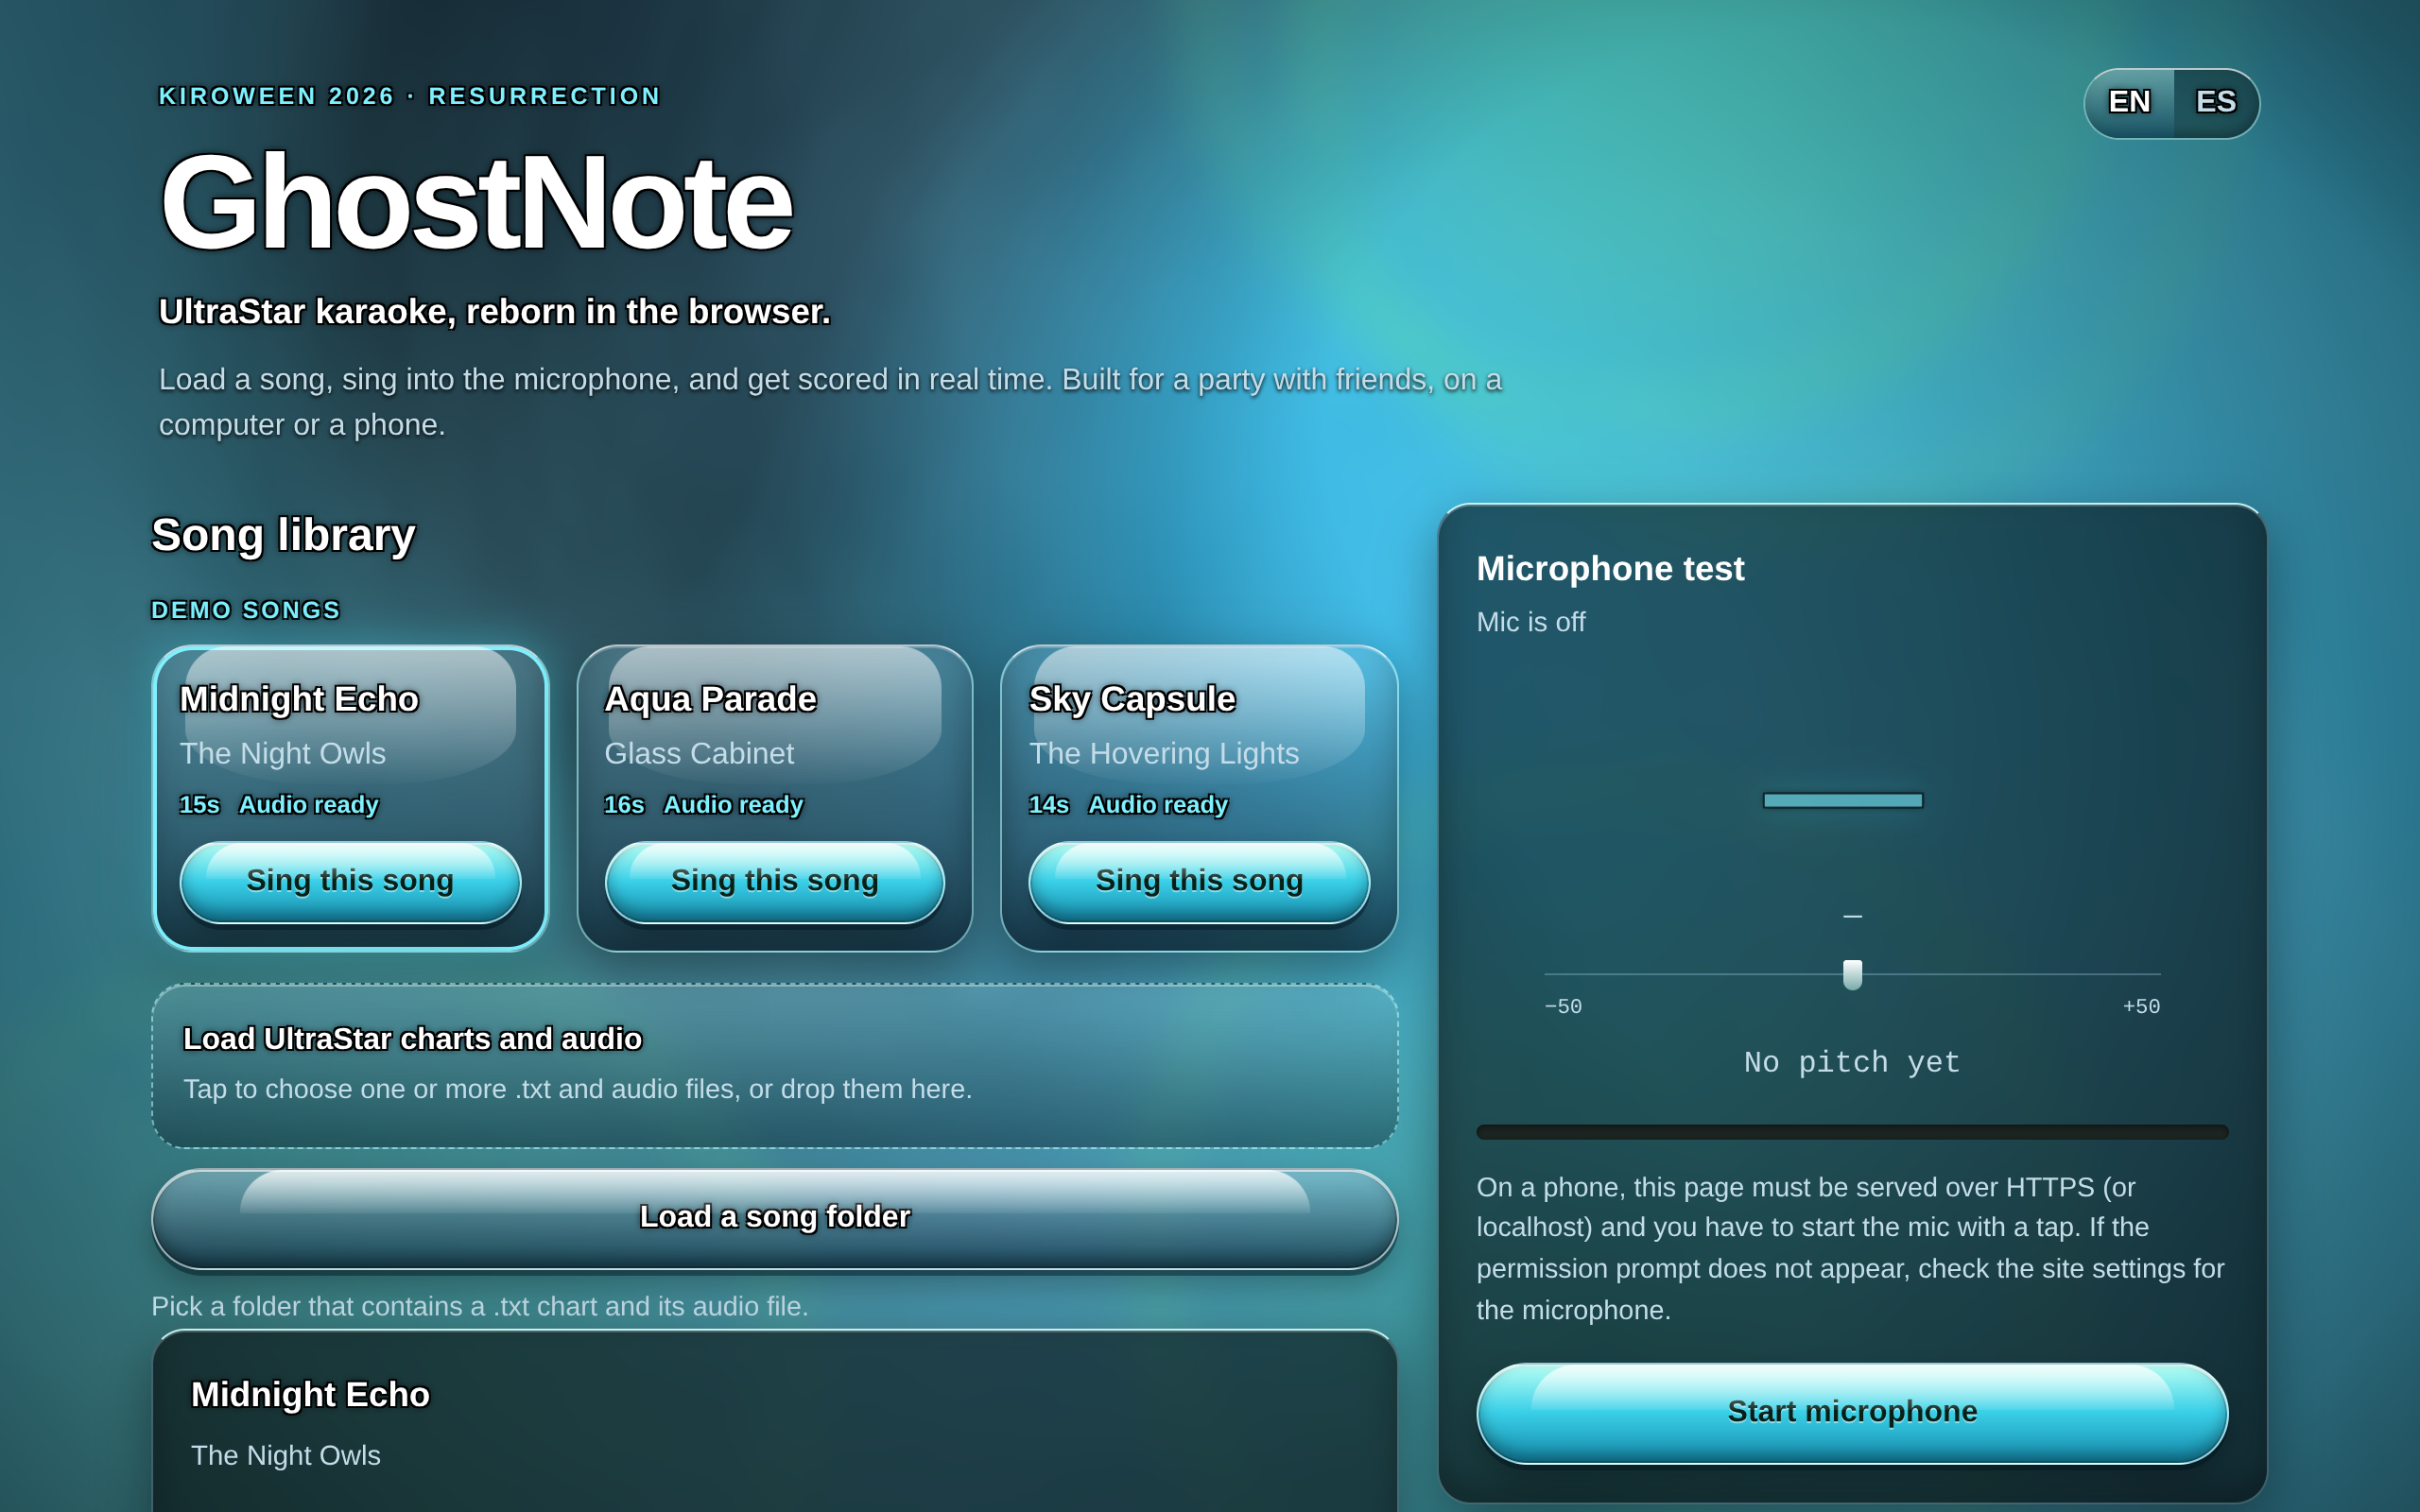 KIROWEEN 2026 · RESURRECTION
EN ES
GhostNote
UltraStar karaoke, reborn in the browser.
Load a song, sing into the microphone, and get scored in real time. Built for a party with friends, on a
computer or a phone.
Song library
DEMO SONGS
Midnight Echo
The Night Owls
15s Audio ready
Sing this song
Aqua Parade
Glass Cabinet
16s Audio ready
Sing this song
Sky Capsule
The Hovering Lights
14s Audio ready
Sing this song
Load UltraStar charts and audio
Tap to choose one or more .txt and audio files, or drop them here.
Load a song folder
Pick a folder that contains a .txt chart and its audio file.
Midnight Echo
The Night Owls
Microphone test
Mic is off
—
−50 +50
No pitch yet
On a phone, this page must be served over HTTPS (or
localhost) and you have to start the mic with a tap. If the
permission prompt does not appear, check the site settings for
the microphone.
Start microphone